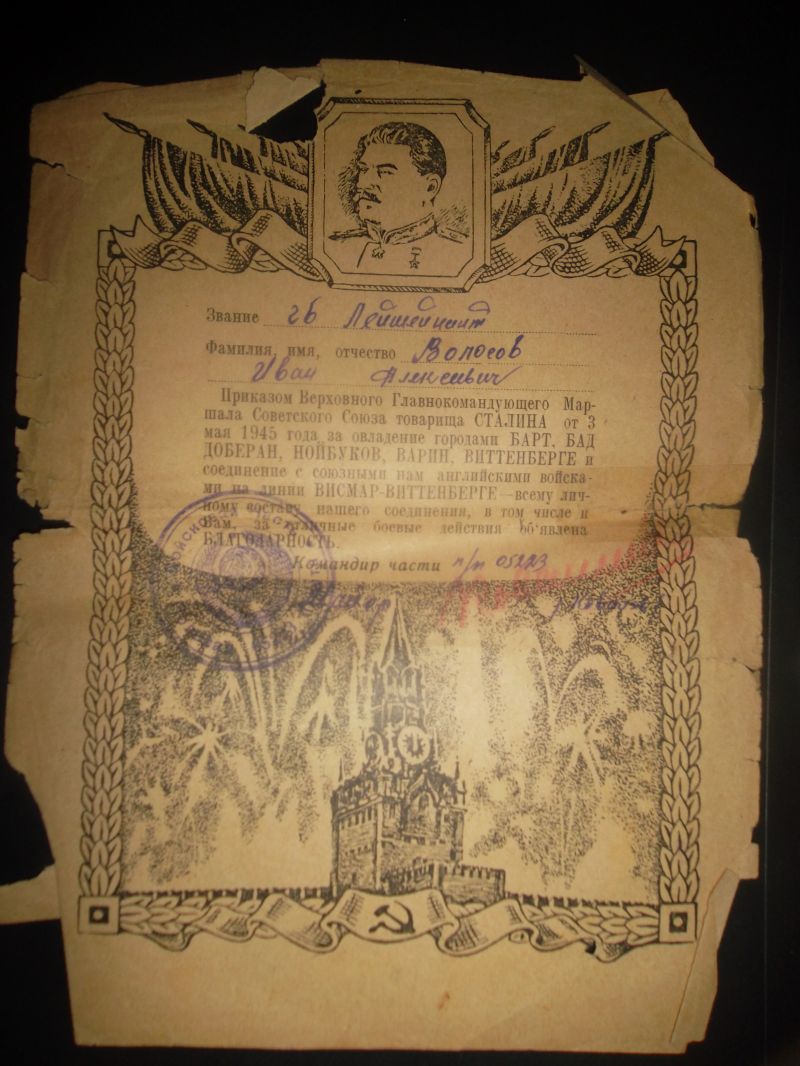 Звание гв Лейтенант
Фамилия, имя, отчество Волосов
Иван Алексеевич
Приказом Верховного Главнокомандующего Мар-
шала Советского Союза товарища СТАЛИНА от 3
мая 1945 года за овладение городами БАРТ, БАД
ДОБЕРАН, НОЙБУКОВ, ВАРИН, ВИТТЕНБЕРГЕ и
соединение с союзными нам английскими войска-
ми на линии ВИСМАР-ВИТТЕНБЕРГЕ—всему лич-
ному составу нашего соединения, в том числе и
Вам, за отличные боевые действия об'явлена
БЛАГОДАРНОСТЬ.
Командир части п/п 05223